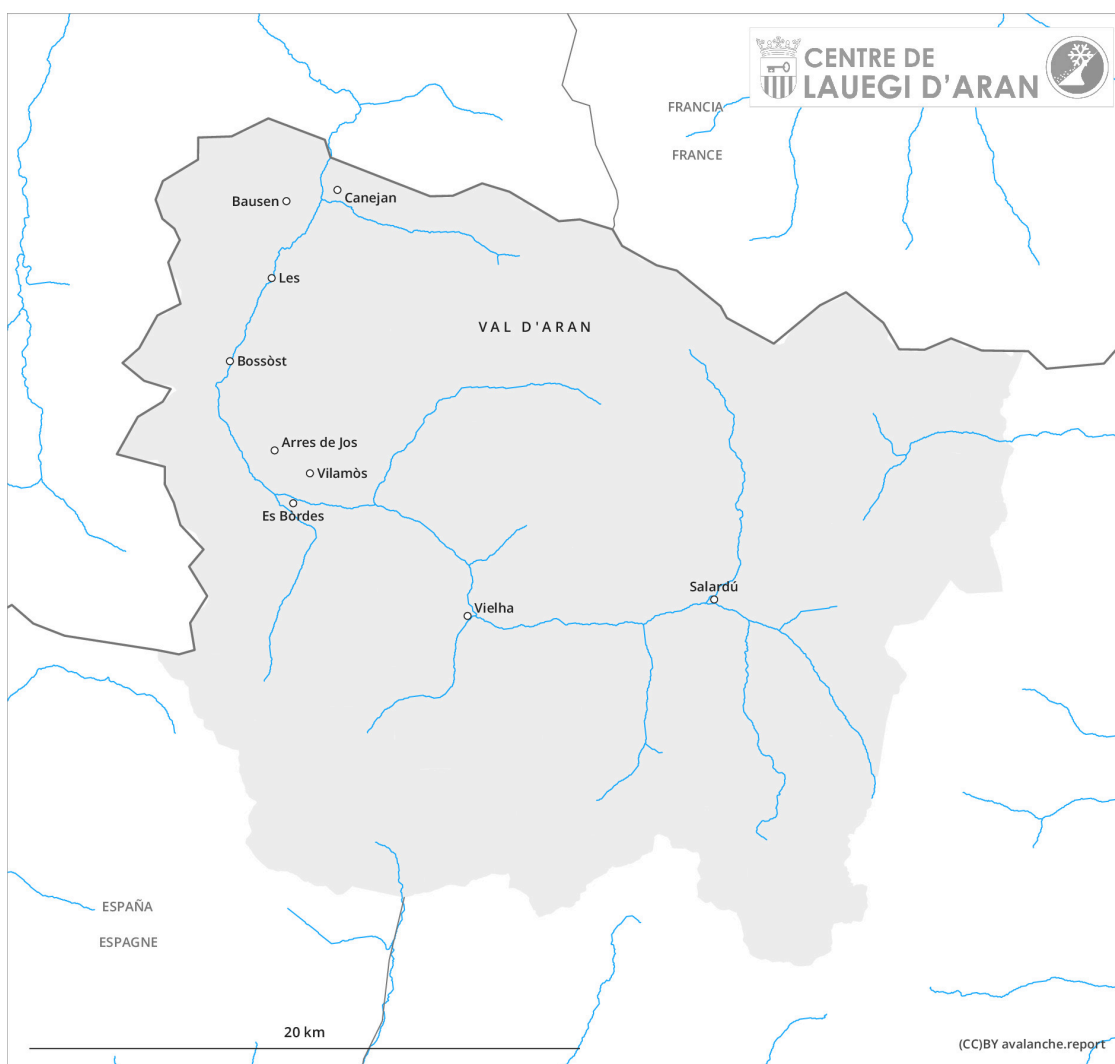 CENTRE DE
LAUEGI D'ARAN
FRANCIA
FRANCE
Canejan
Bausen
Les
VAL D'ARAN
Bossòst
Arres de Jos
Vilamòs
Es Bòrdes
Salardú
Vielha
ESPAÑA
ESPAGNE
20 km
(CC)BY avalanche.report